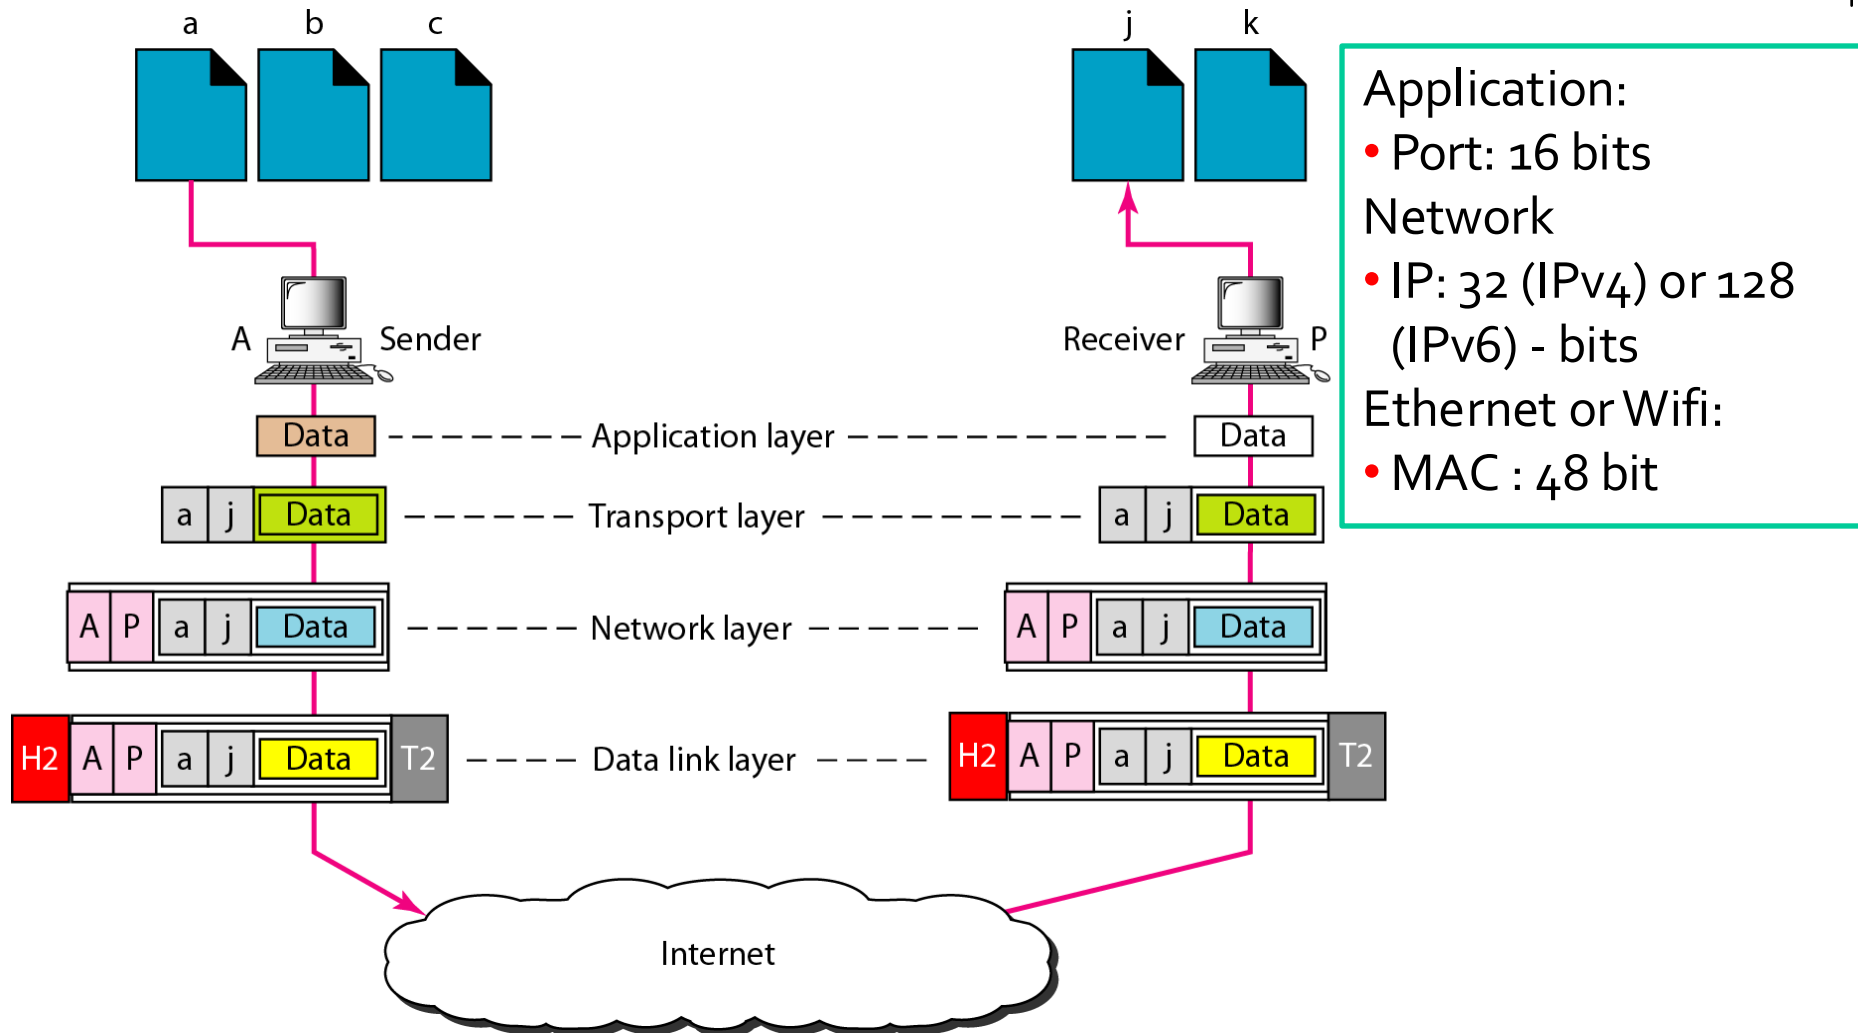 a b c j k
Application:
• Port: 16 bits
Network
• IP: 32 (IPv4) or 128
(IPv6) - bits
Ethernet or Wifi:
• MAC : 48 bit
A Sender Receiver P
Data Application layer Data
a j Data Transport layer a j Data
A P a j Data Network layer A P a j Data
H2 A P a j Data T2 Data link layer H2 A P a j Data T2
Internet